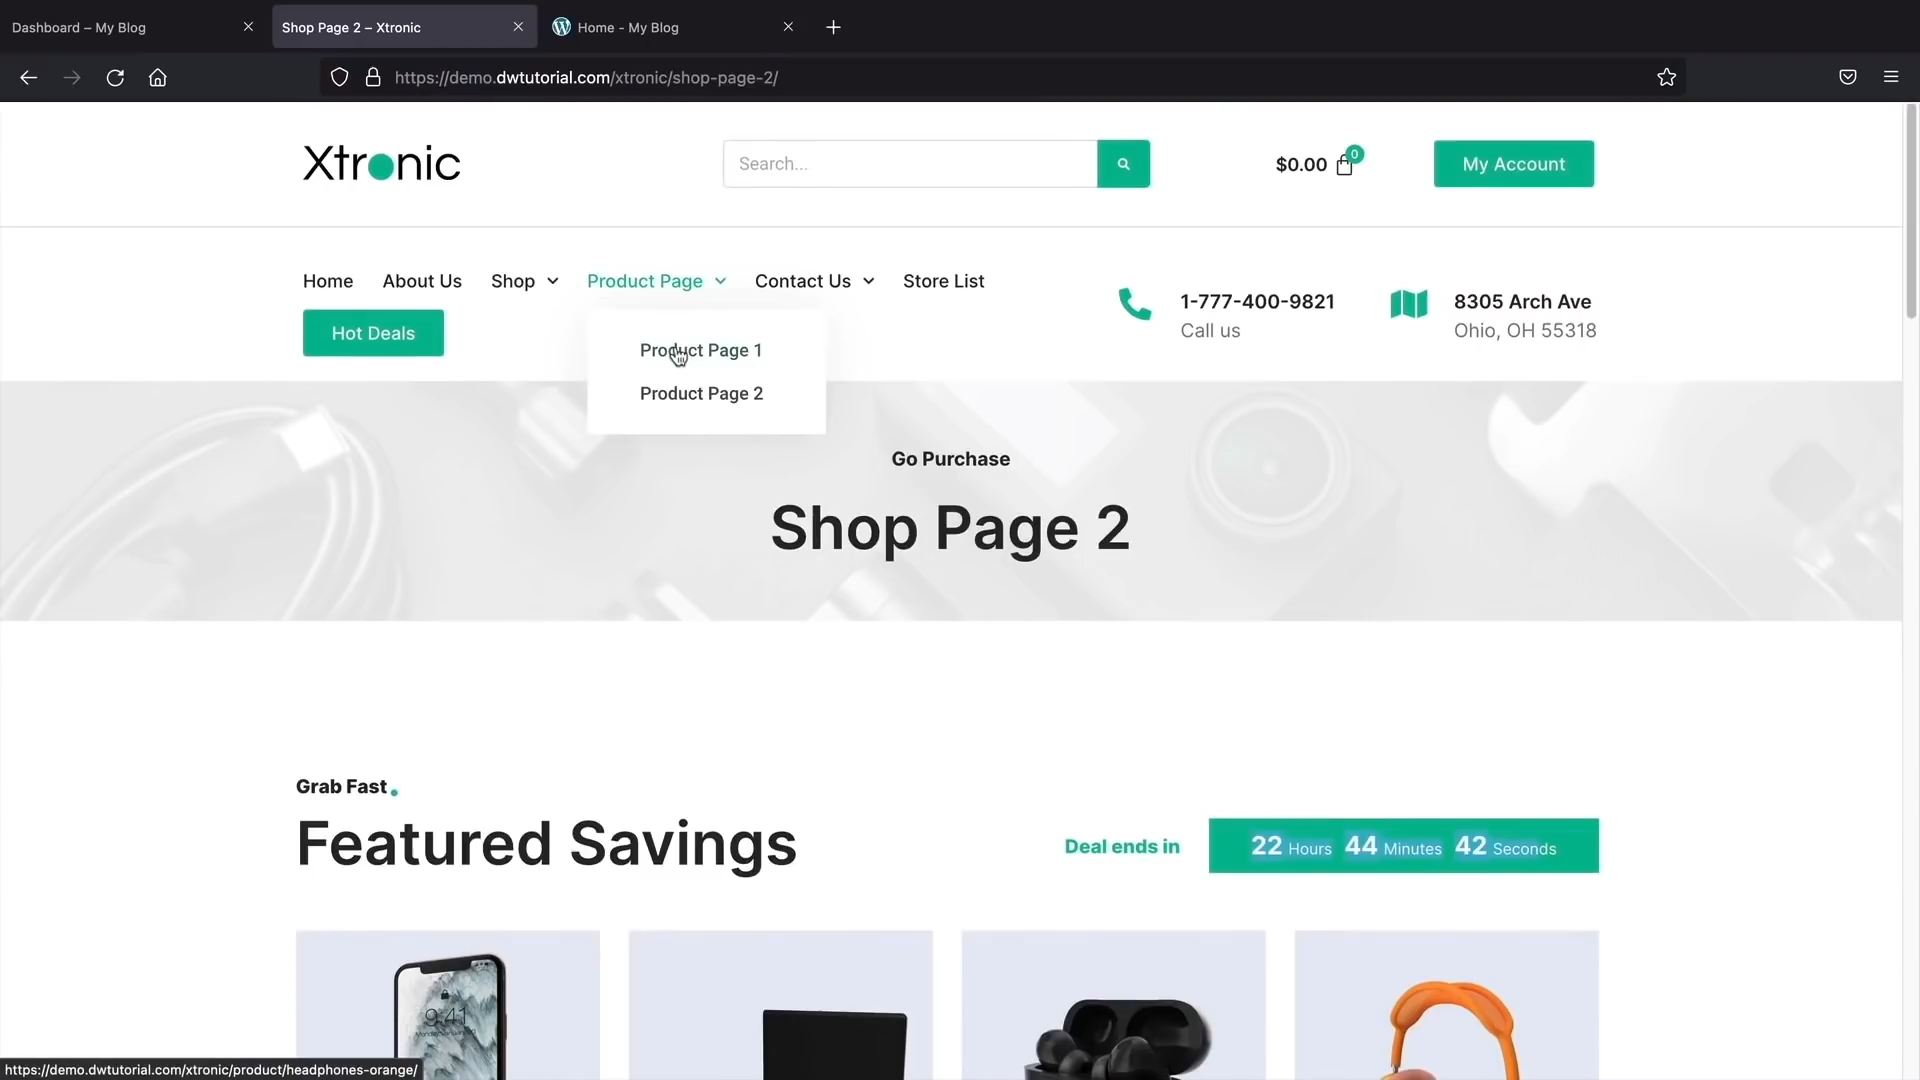 Dashboard – My Blog
Shop Page 2 – Xtronic
Home - My Blog
https://demo.dwtutorial.com/xtronic/shop-page-2/
Xtronic
Search...
$0.00
0
My Account
Home
About Us
Shop
Product Page
Contact Us
Store List
Hot Deals
Product Page 1
Product Page 2
1-777-400-9821
Call us
8305 Arch Ave
Ohio, OH 55318
Go Purchase
Shop Page 2
Grab Fast.
Featured Savings
Deal ends in
22 Hours 44 Minutes 42 Seconds
9:41
https://demo.dwtutorial.com/xtronic/product/headphones-orange/